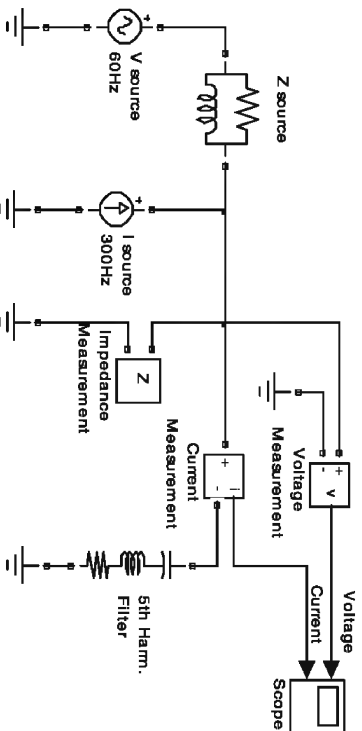 Z source
V source
60Hz
I source
300Hz
Z
Impedance
Measurement
+
-
v
Voltage
Measurement
+
-
i
Current
Measurement
5th Harm.
Filter
Voltage
Current
Scope
+
+